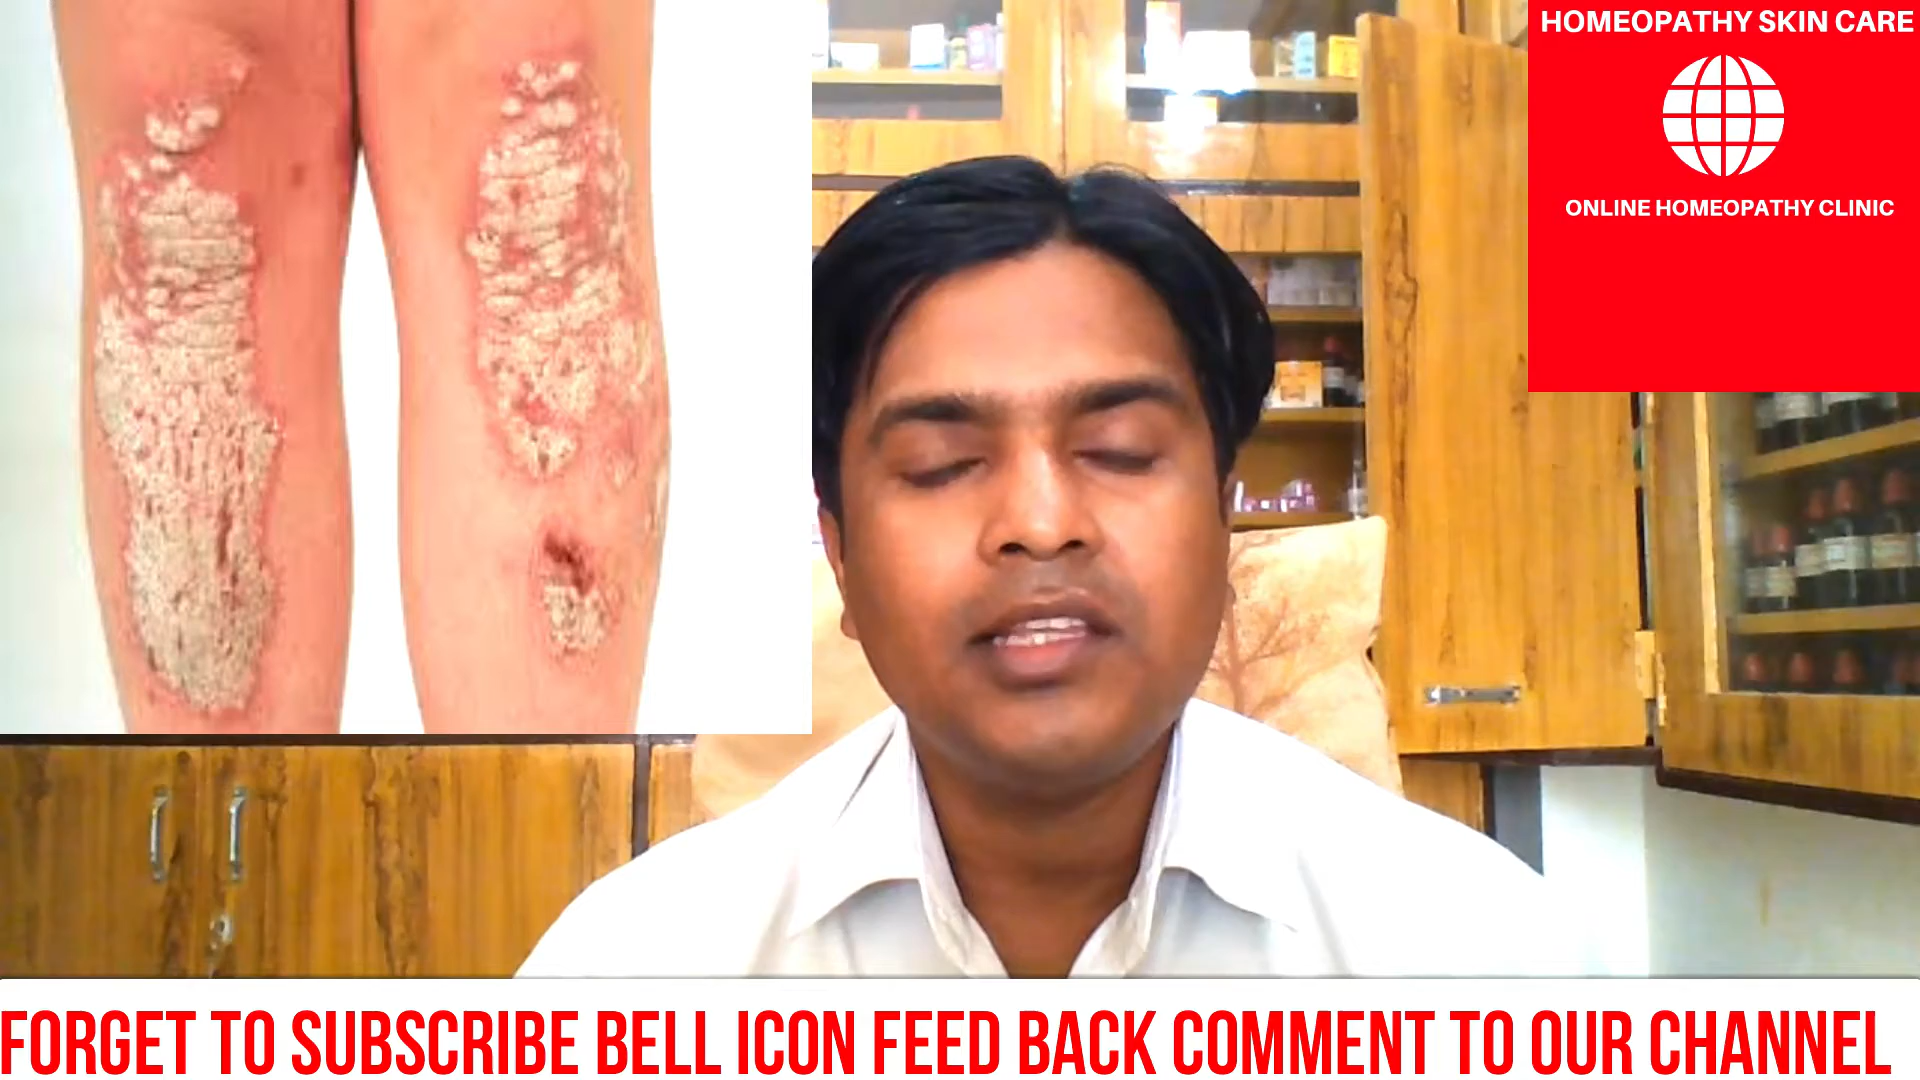 HOMEOPATHY SKIN CARE
ONLINE HOMEOPATHY CLINIC
FORGET TO SUBSCRIBE BELL ICON FEED BACK COMMENT TO OUR CHANNEL